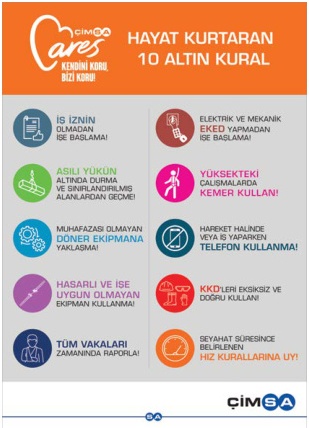 ÇİMSA
Cares
KENDİNİ KORU,
BİZİ KORU!
HAYAT KURTARAN
10 ALTIN KURAL
İŞ İZNİN
OLMADAN
İŞE BAŞLAMA!
ELEKTRİK VE MEKANİK
EKED YAPMADAN
İŞE BAŞLAMA!
ASILI YÜKÜN
ALTINDA DURMA
VE SINIRLANDIRILMIŞ
ALANLARDAN GEÇME!
YÜKSEKTEKİ
ÇALIŞMALARDA
KEMER KULLAN!
MUHAFAZASI OLMAYAN
DÖNER EKİPMANA
YAKLAŞMA!
HAREKET HALİNDE
VEYA İŞ YAPARKEN
TELEFON KULLANMA!
HASARLI VE İŞE
UYGUN OLMAYAN
EKİPMAN KULLANMA!
KKD'LERİ EKSİKSİZ VE
DOĞRU KULLAN!
TÜM VAKALARI
ZAMANINDA RAPORLA!
SEYAHAT SÜRESİNCE
BELİRLENEN
HIZ KURALLARINA UY!
ÇİMSA
SA